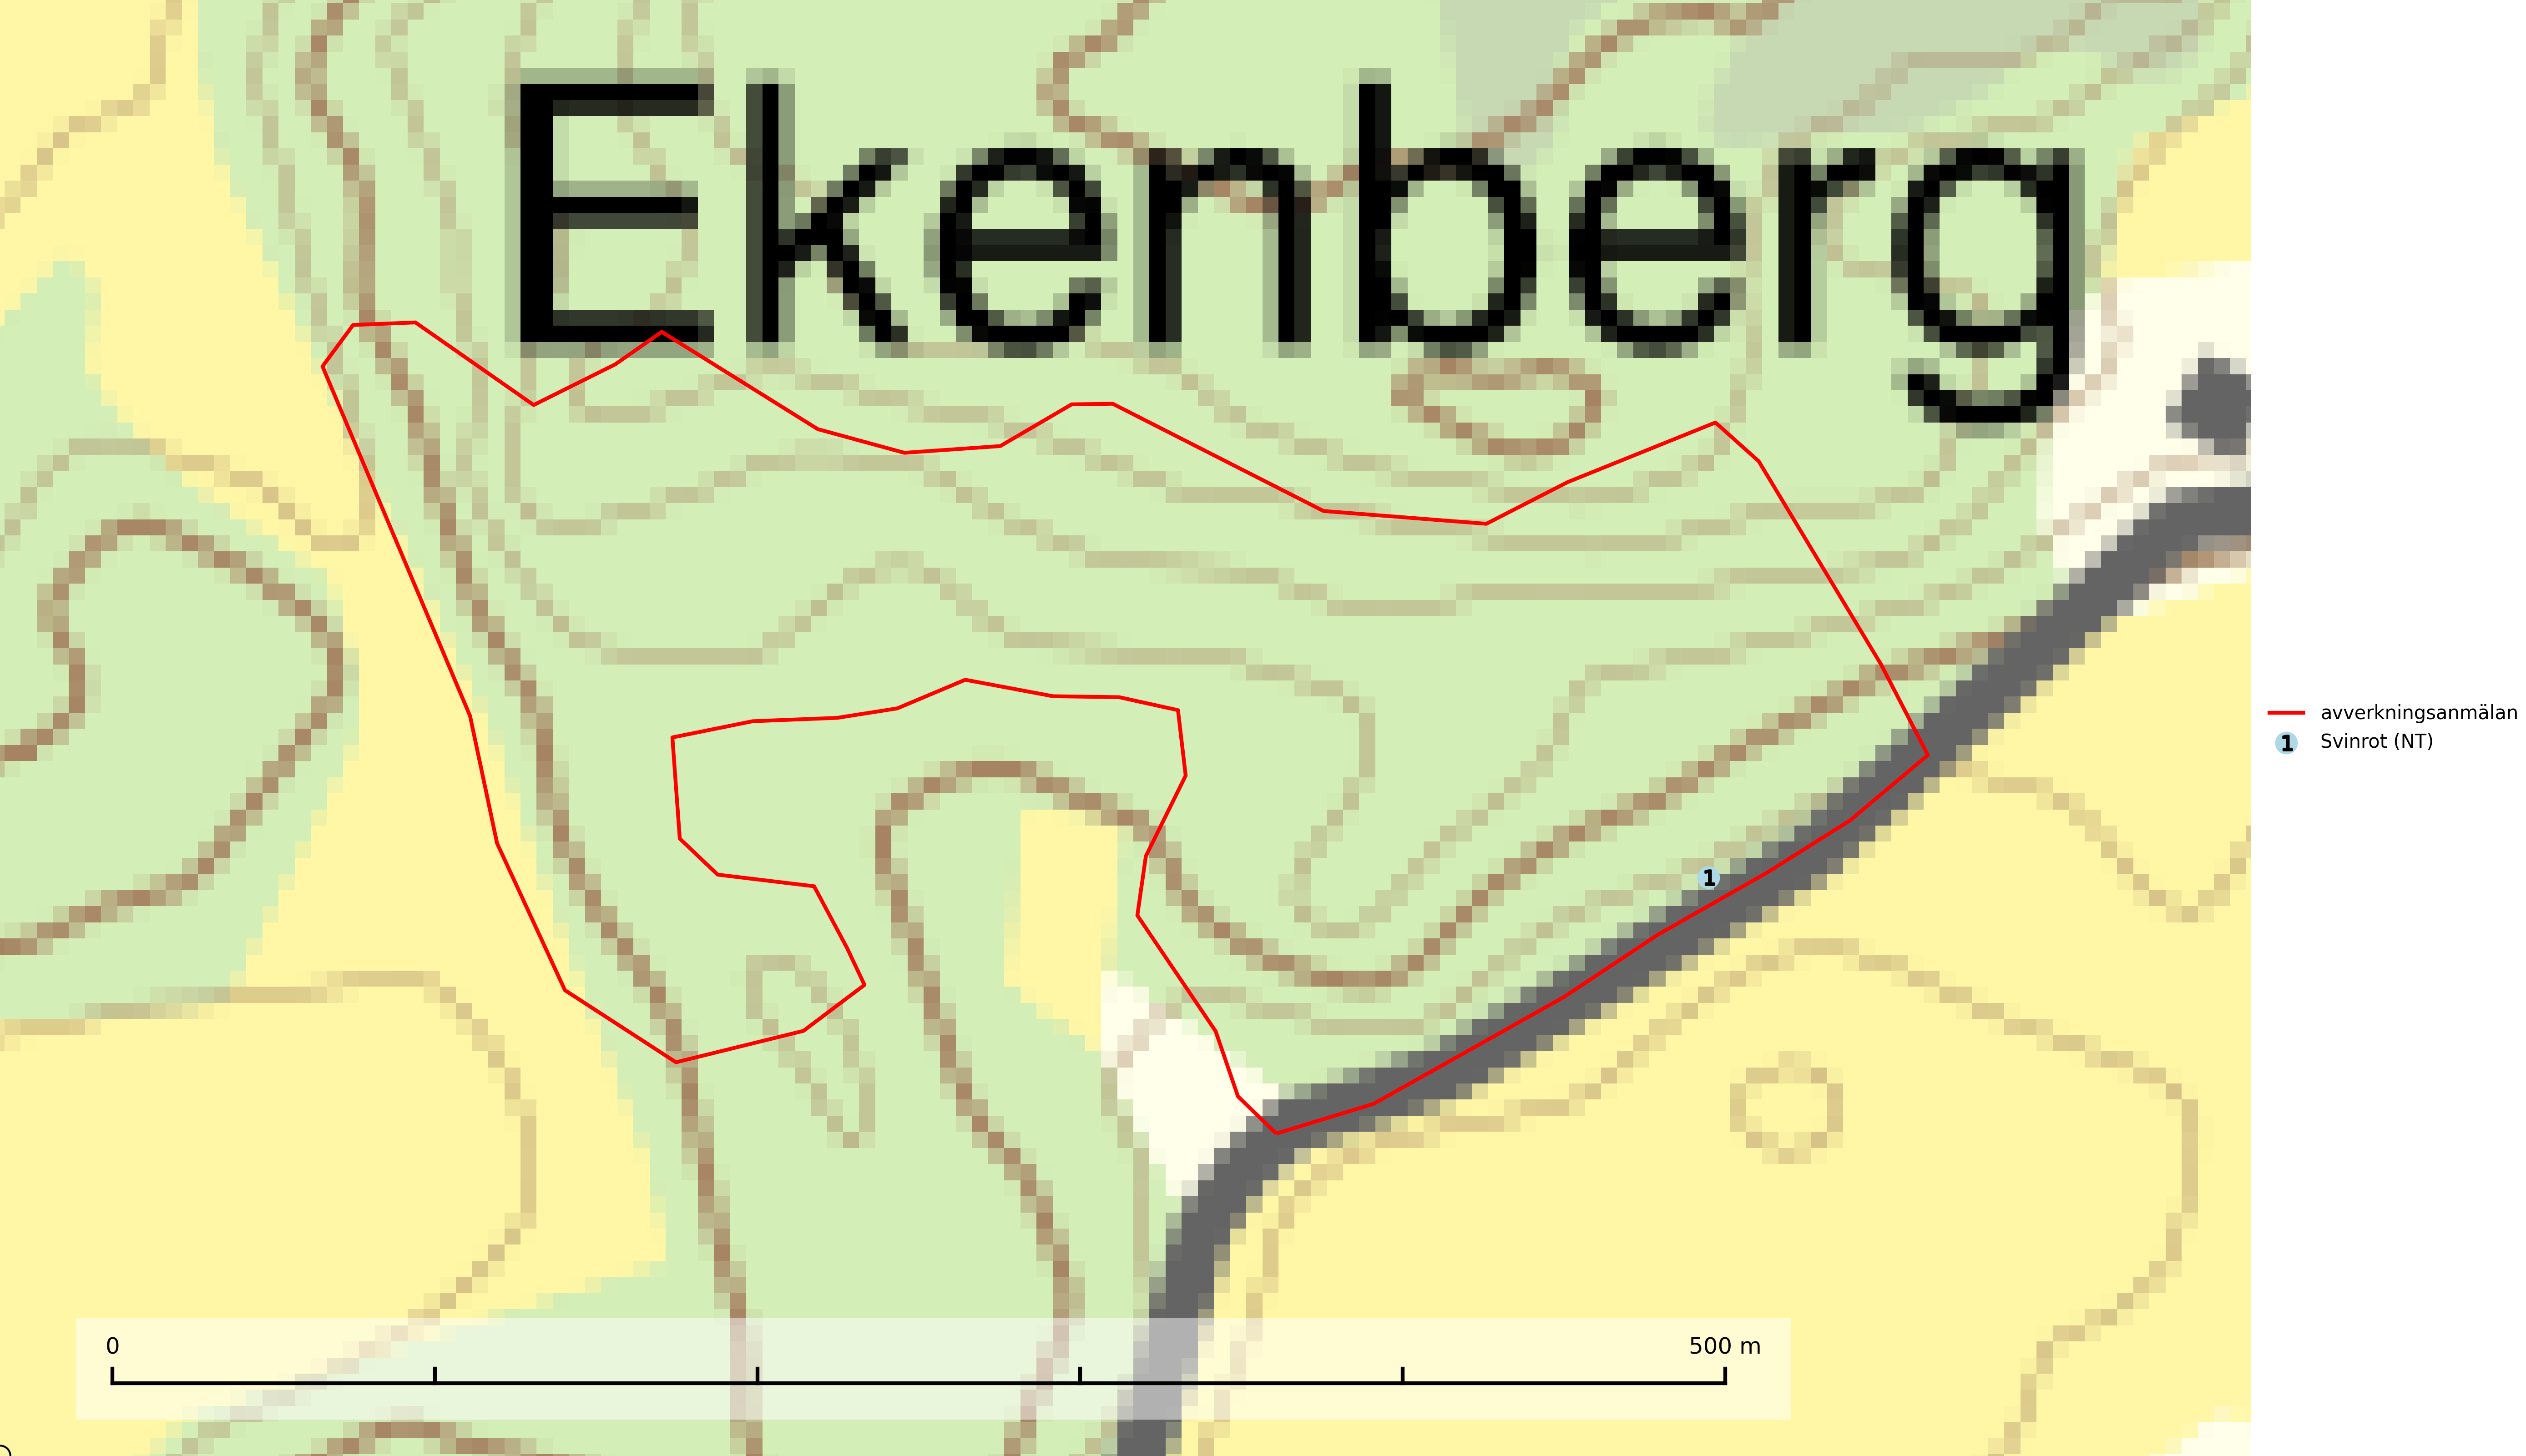 Ekenberg
avverkningsanmälan
1 Svinrot (NT)
1
0 500 m